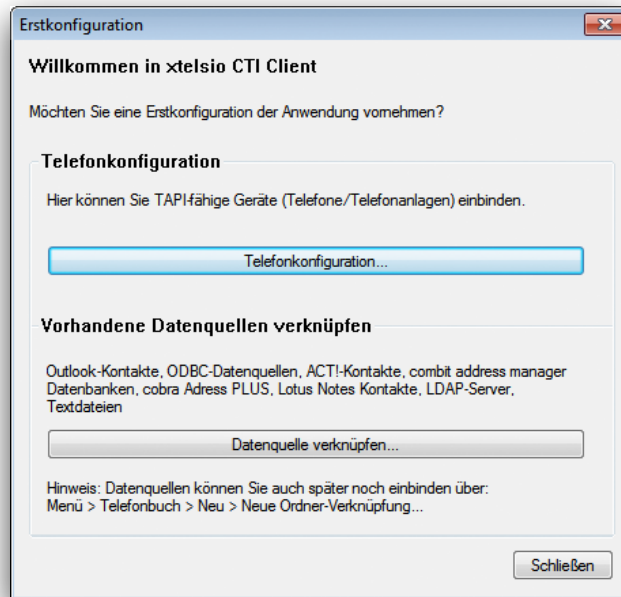 Erstkonfiguration
Willkommen in xtelsio CTI Client
Möchten Sie eine Erstkonfiguration der Anwendung vornehmen?
Telefonkonfiguration
Hier können Sie TAPI-fähige Geräte (Telefone/Telefonanlagen) einbinden.
Telefonkonfiguration...
Vorhandene Datenquellen verknüpfen
Outlook-Kontakte, ODBC-Datenquellen, ACT!-Kontakte, combit address manager
Datenbanken, cobra Adress PLUS, Lotus Notes Kontakte, LDAP-Server,
Textdateien
Datenquelle verknüpfen...
Hinweis: Datenquellen können Sie auch später noch einbinden über:
Menü > Telefonbuch > Neu > Neue Ordner-Verknüpfung...
Schließen